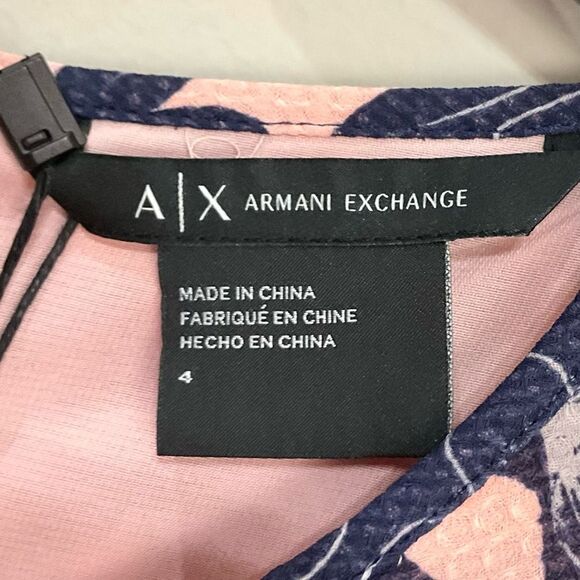 A|X ARMANI EXCHANGE
MADE IN CHINA
FABRIQUÉ EN CHINE
HECHO EN CHINA
4